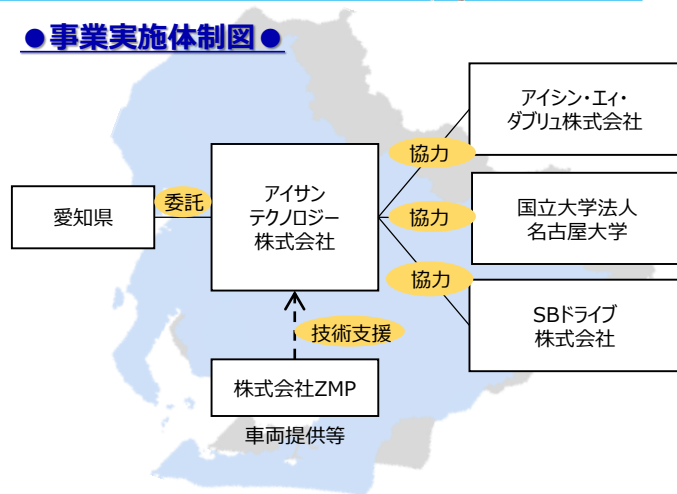 ●事業実施体制図●
アイシン・エィ・
ダブリュ株式会社
協力
愛知県
委託
アイサン
テクノロジー
株式会社
協力
国立大学法人
名古屋大学
協力
SBドライブ
株式会社
技術支援
株式会社ZMP
車両提供等